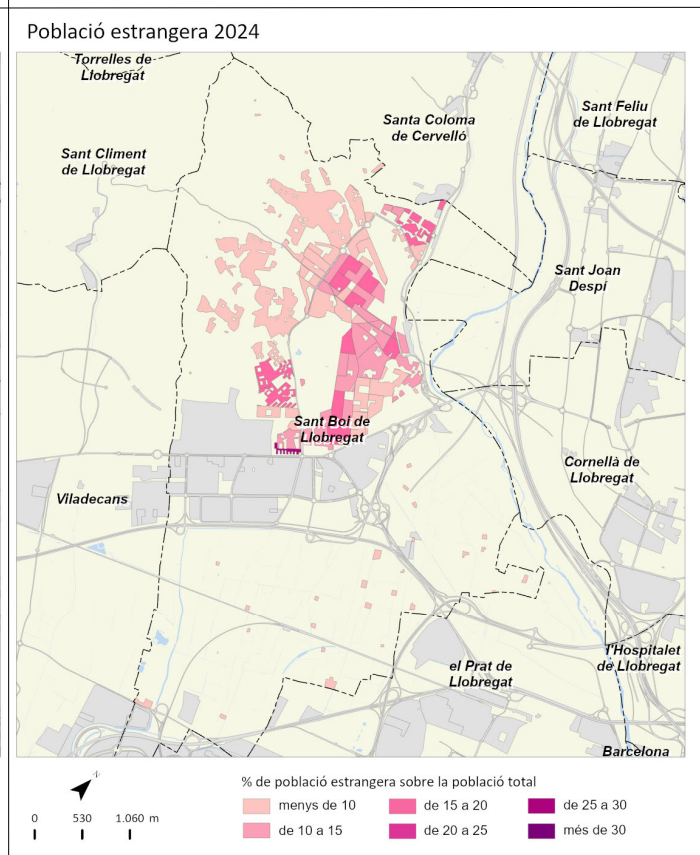 Població estrangera 2024
Torrelles de
Llobregat
Santa Coloma
de Cervelló
Sant Feliu
de Llobregat
Sant Climent
de Llobregat
Sant Joan
Despí
Sant Boi de
Llobregat
Cornellà de
Llobregat
Viladecans
l'Hospitalet
de Llobregat
el Prat de
Llobregat
Barcelona
N
0 530 1.060 m
% de població estrangera sobre la població total
menys de 10
de 15 a 20
de 25 a 30
de 10 a 15
de 20 a 25
més de 30